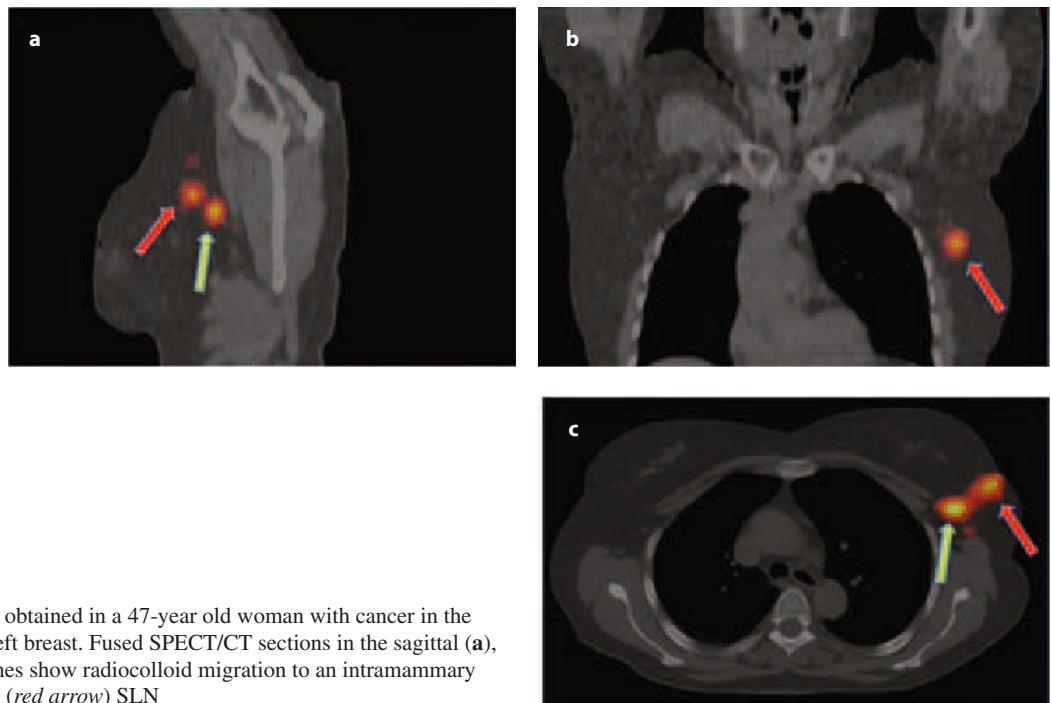 a
b
c
obtained in a 47-year old woman with cancer in the
eft breast. Fused SPECT/CT sections in the sagittal (a),
nes show radiocolloid migration to an intramammary
(red arrow) SLN